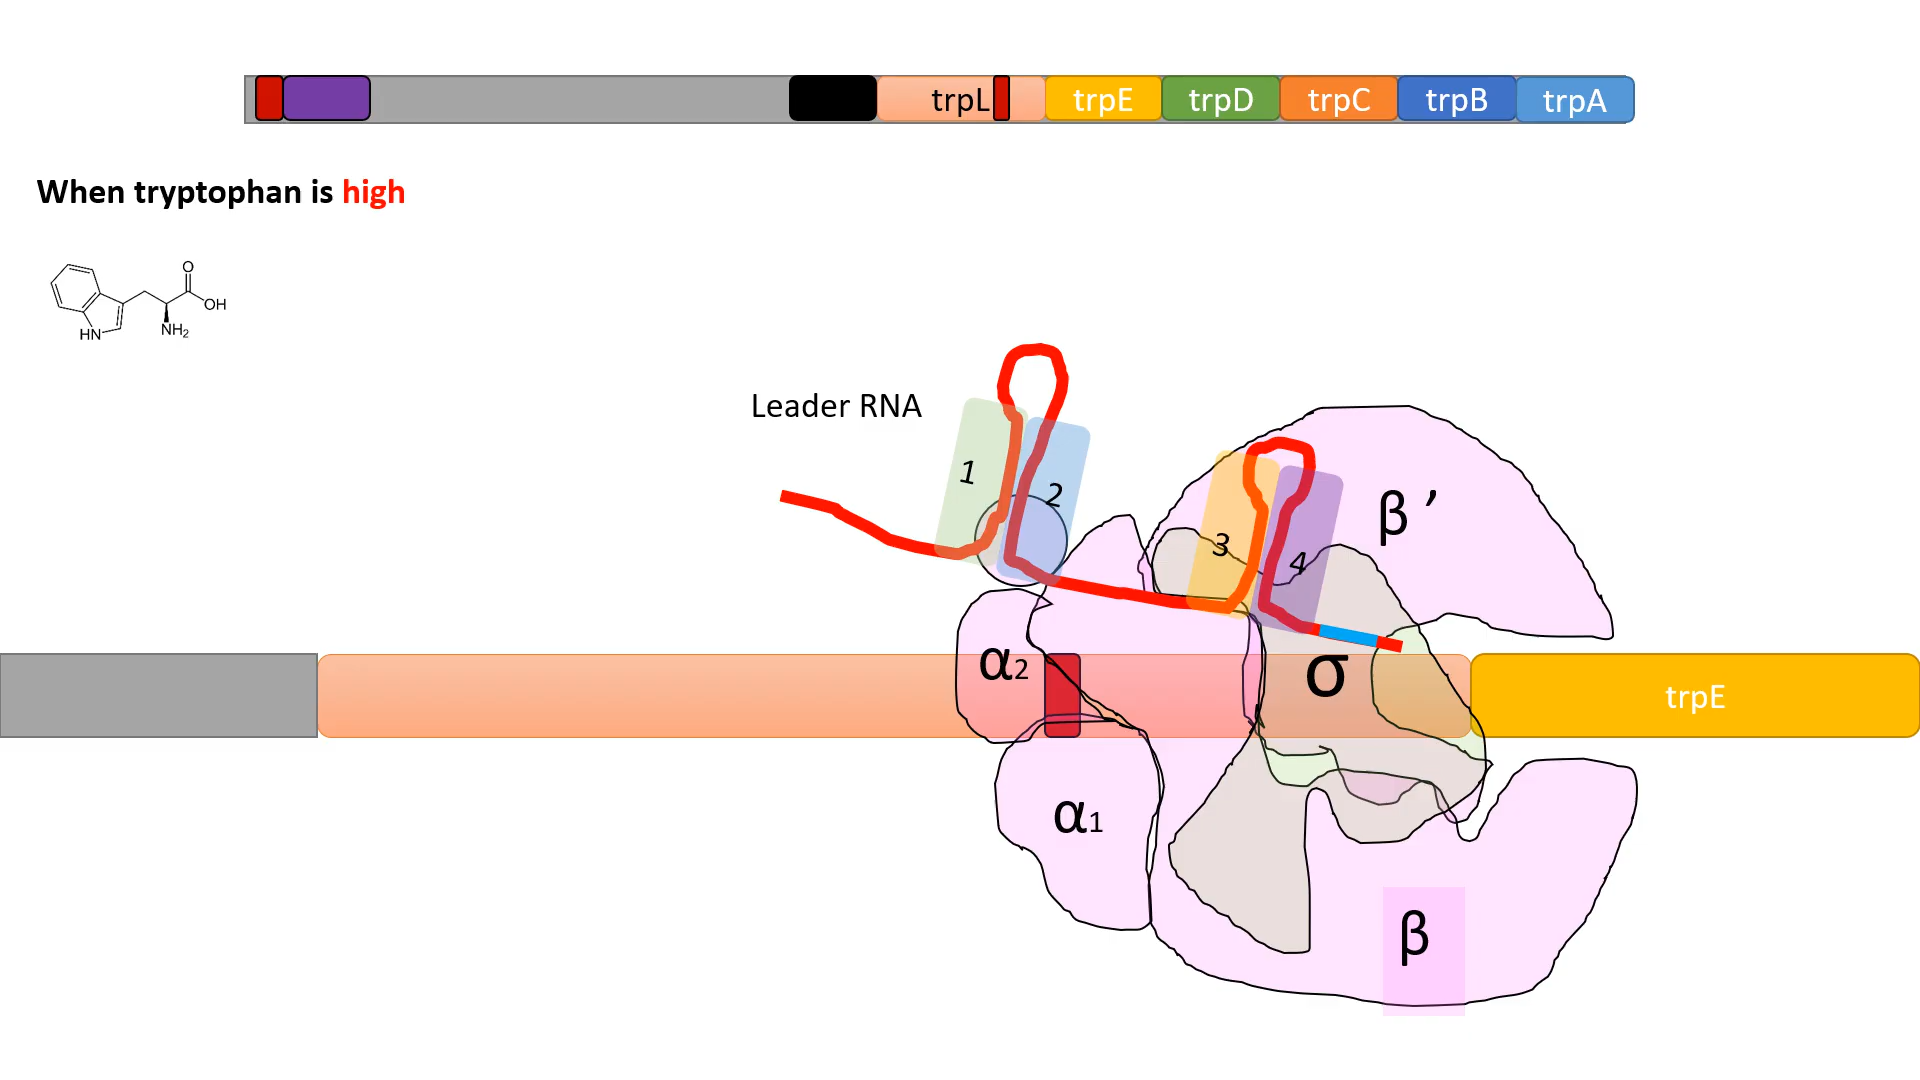 trpL trpE trpD trpC trpB trpA
When tryptophan is high
O
OH
HN
NH₂
Leader RNA
1
2
3
4
β ’
α₂
σ
trpE
α₁
β